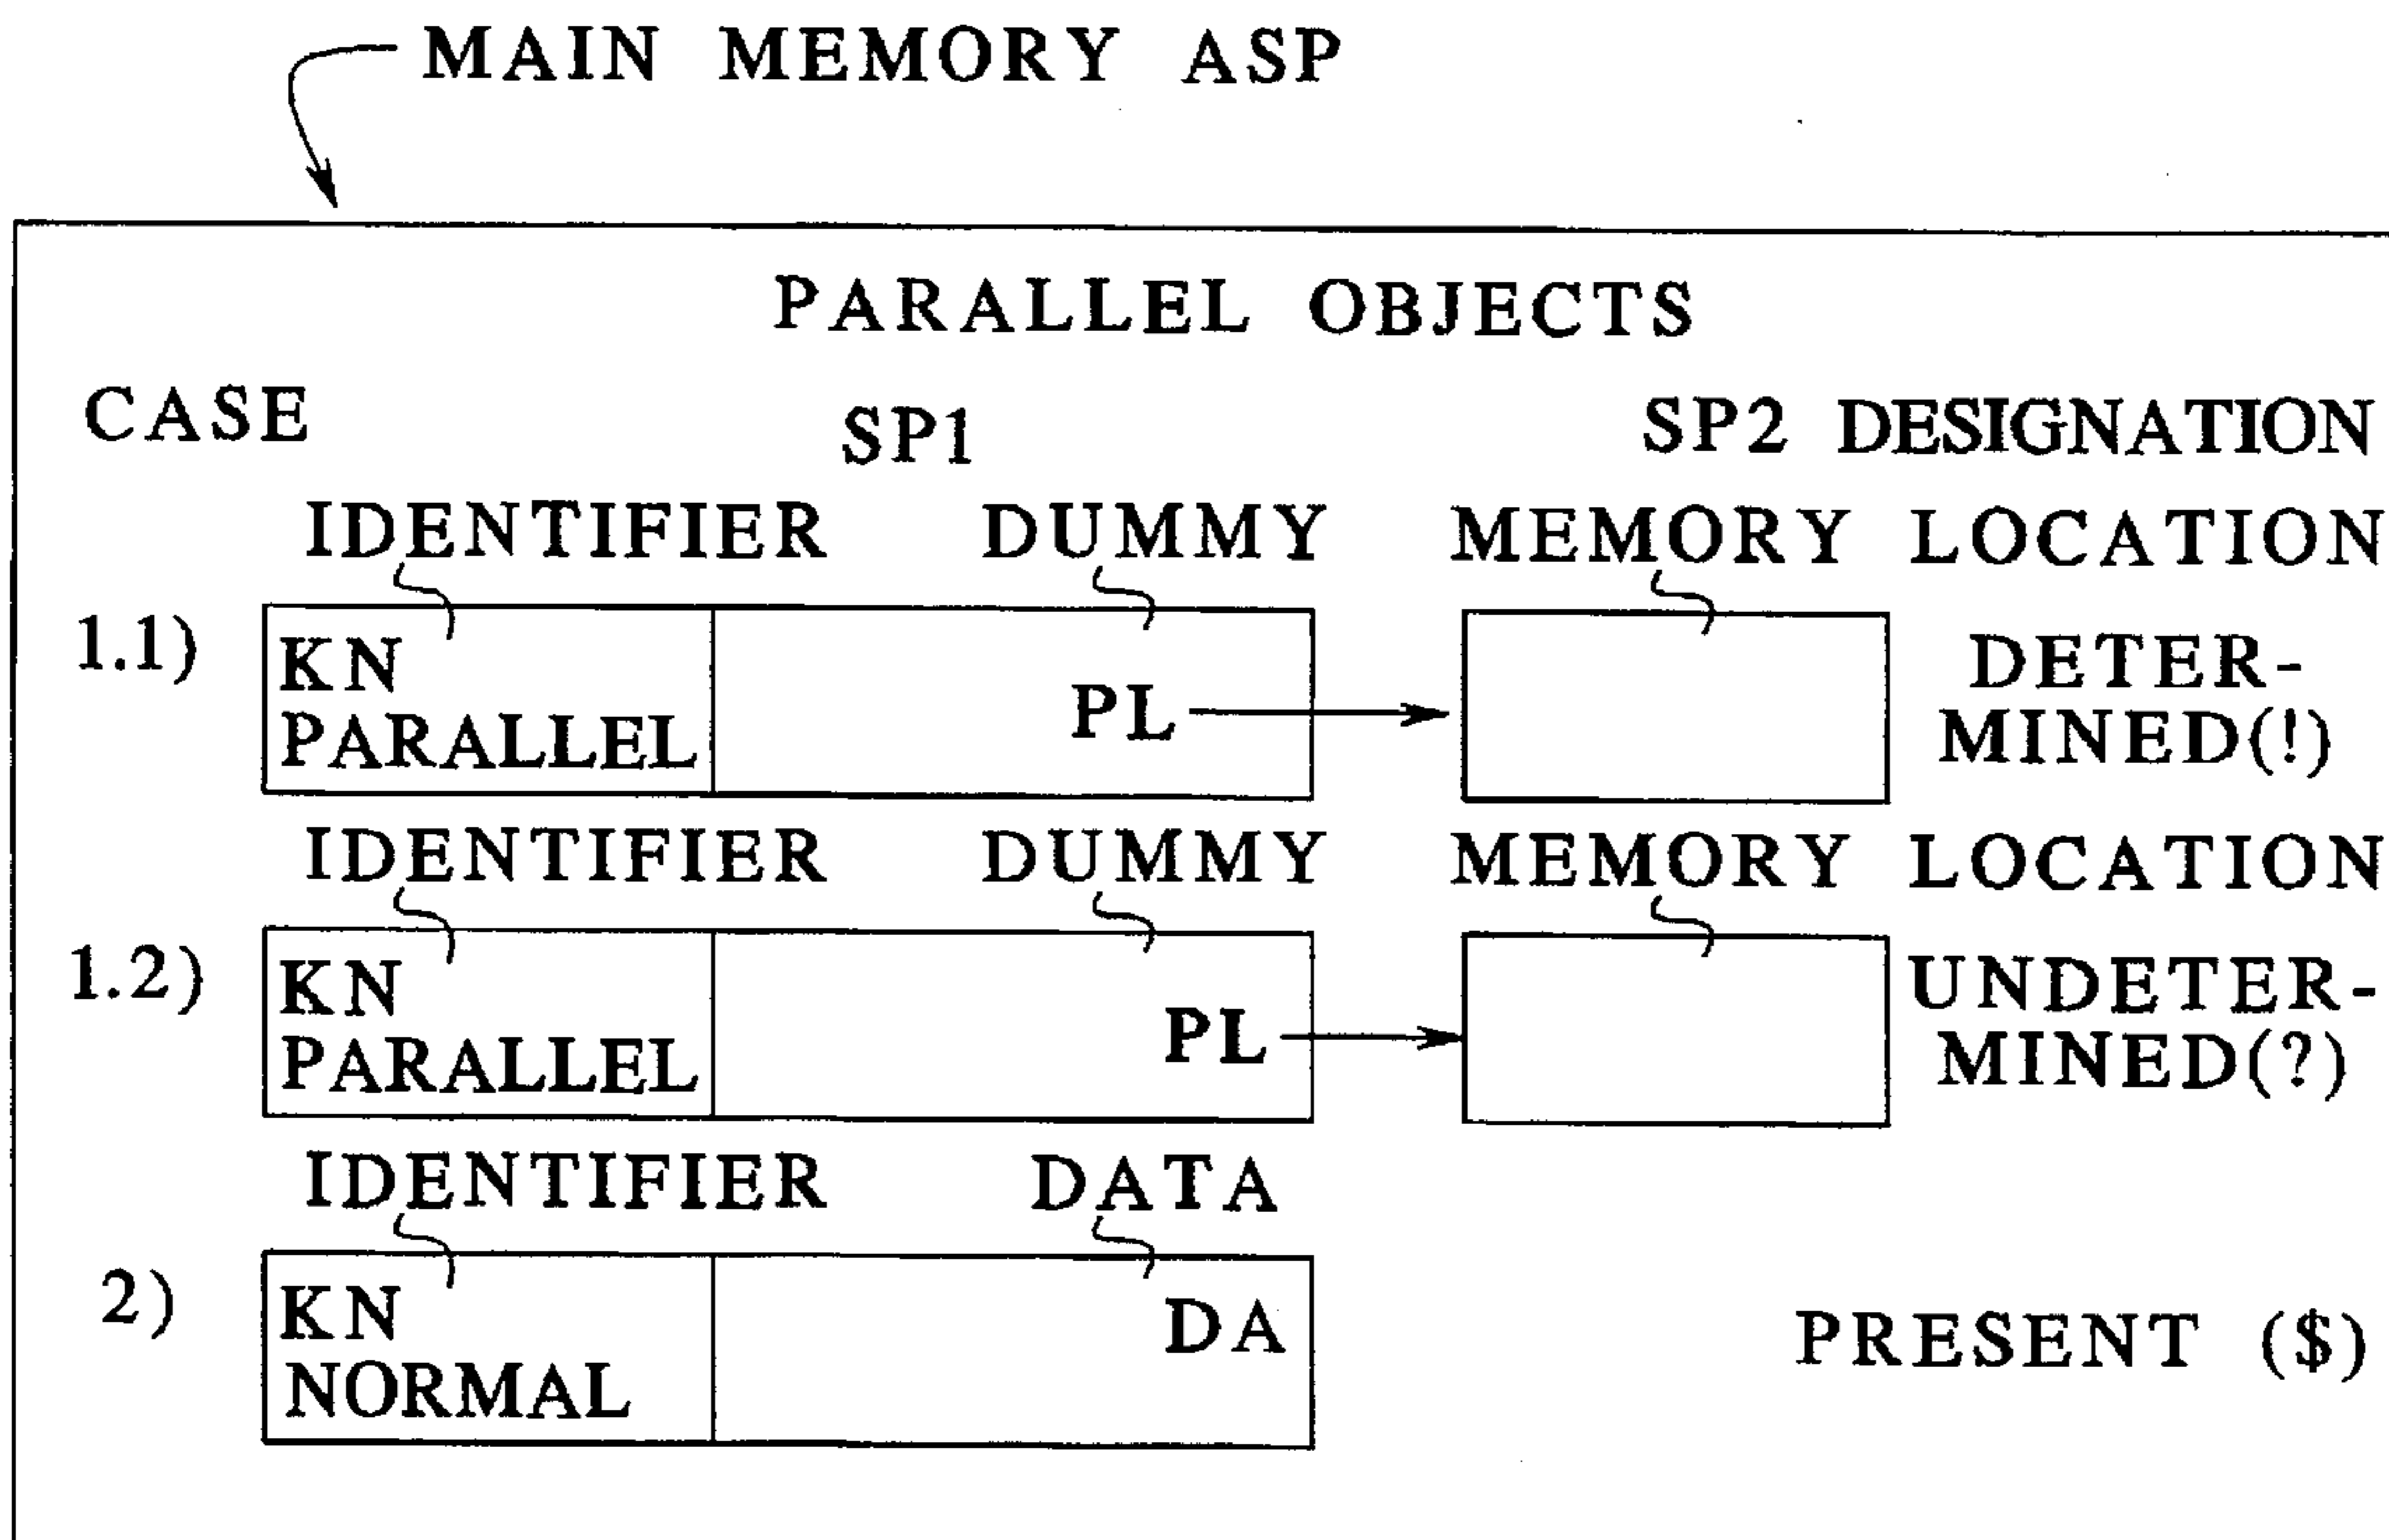 MAIN MEMORY ASP
PARALLEL OBJECTS
CASE SP1 SP2 DESIGNATION
IDENTIFIER DUMMY MEMORY LOCATION
1.1) KN PARALLEL PL DETER-
MINED(!)
IDENTIFIER DUMMY MEMORY LOCATION
1.2) KN PARALLEL PL UNDETER-
MINED(?)
IDENTIFIER DATA
2) KN NORMAL DA PRESENT ($)